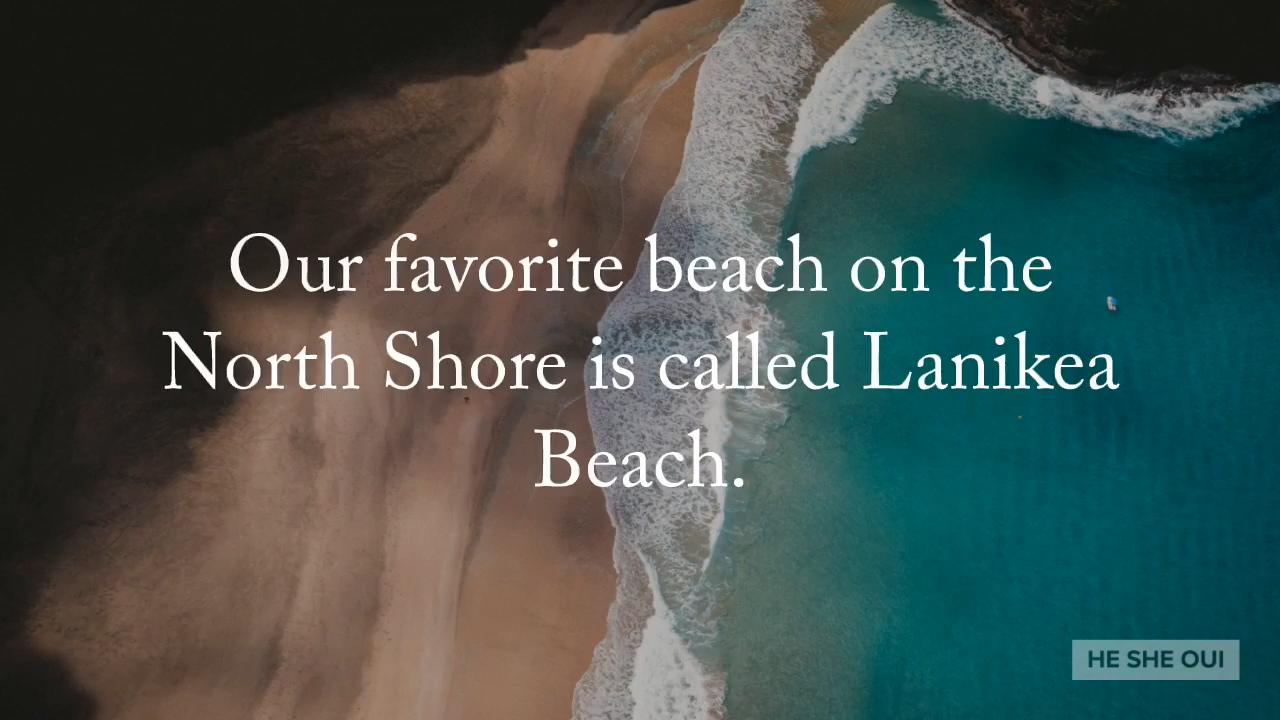 Our favorite beach on the
North Shore is called Lanikea
Beach.
HE SHE OUI